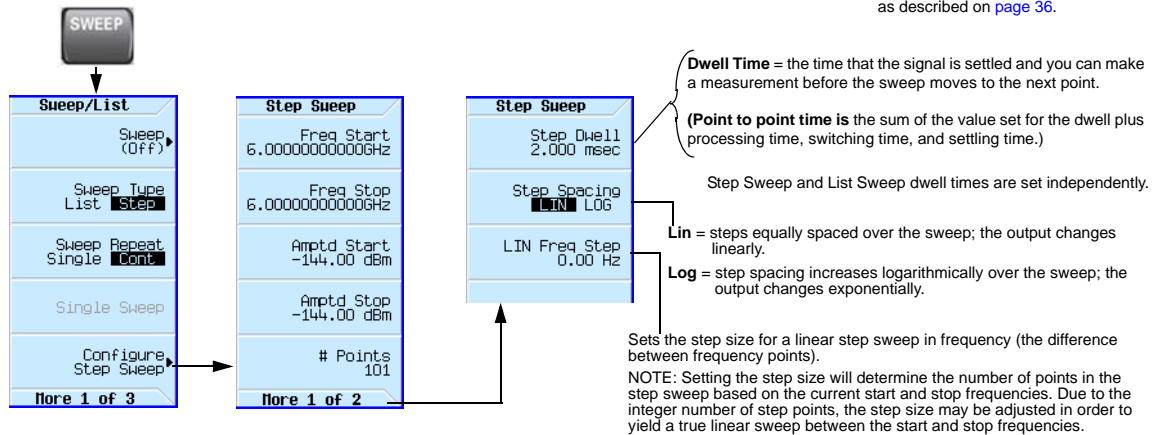 as described on page 36.
SWEEP
Sweep/List
Sweep
(Off)
Sweep Type
List Step
Sweep Repeat
Single Cont
Single Sweep
Configure
Step Sweep
More 1 of 3
Step Sweep
Freq Start
6.00000000000GHz
Freq Stop
6.00000000000GHz
Amptd Start
-144.00 dBm
Amptd Stop
-144.00 dBm
# Points
101
More 1 of 2
Step Sweep
Step Dwell
2.000 msec
Step Spacing
LIN LOG
LIN Freq Step
0.00 Hz
Dwell Time = the time that the signal is settled and you can make
a measurement before the sweep moves to the next point.
(Point to point time is the sum of the value set for the dwell plus
processing time, switching time, and settling time.)
Step Sweep and List Sweep dwell times are set independently.
Lin = steps equally spaced over the sweep; the output changes
linearly.
Log = step spacing increases logarithmically over the sweep; the
output changes exponentially.
Sets the step size for a linear step sweep in frequency (the difference
between frequency points).
NOTE: Setting the step size will determine the number of points in the
step sweep based on the current start and stop frequencies. Due to the
integer number of step points, the step size may be adjusted in order to
yield a true linear sweep between the start and stop frequencies.